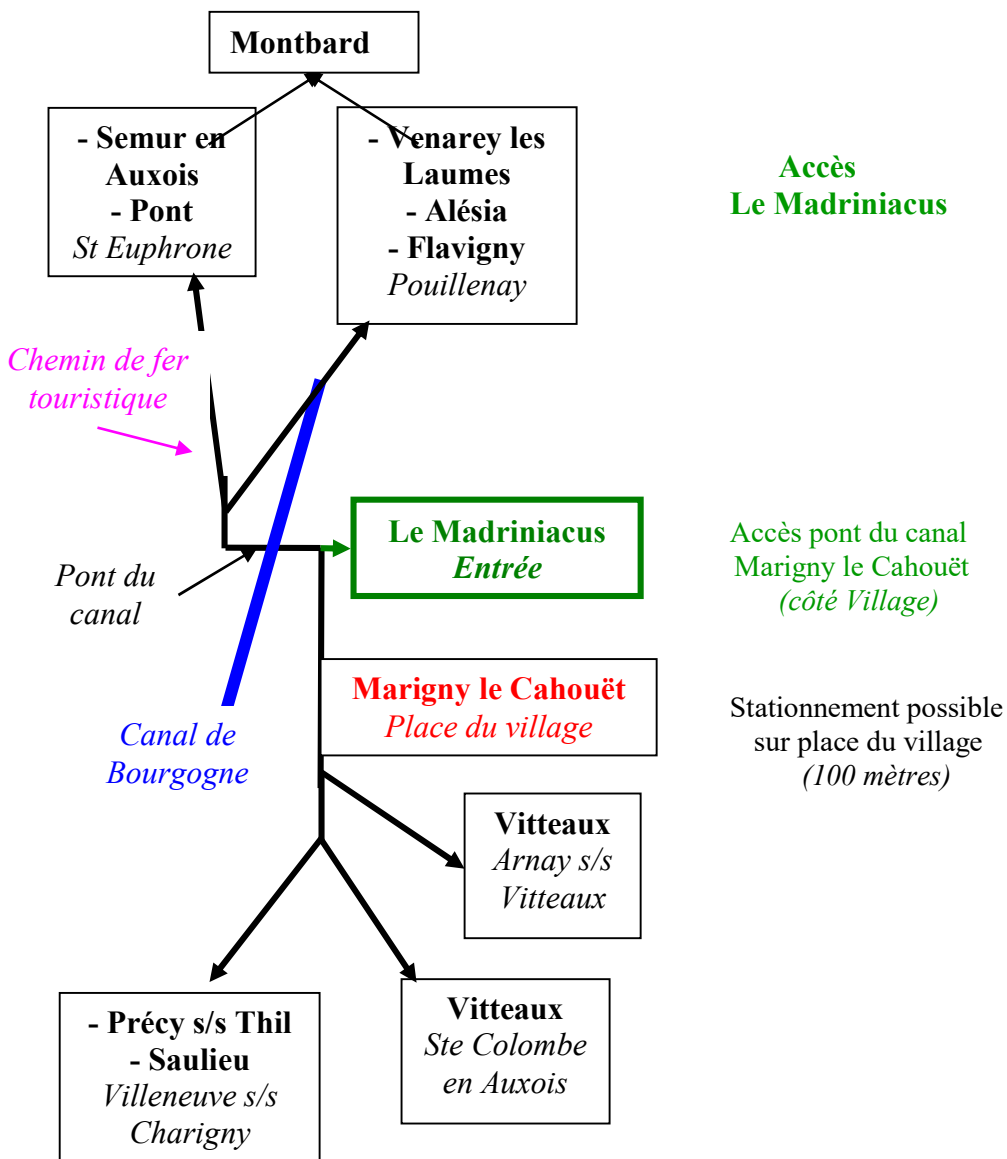 Montbard
- Semur en
Auxois
- Pont
St Euphrone
- Venarey les
Laumes
- Alésia
- Flavigny
Pouillenay
Accès
Le Madriniacus
Chemin de fer
touristique
Le Madriniacus
Entrée
Accès pont du canal
Marigny le Cahouët
(côté Village)
Pont du
canal
Marigny le Cahouët
Place du village
Stationnement possible
sur place du village
(100 mètres)
Canal de
Bourgogne
Vitteaux
Arnay s/s
Vitteaux
- Précy s/s Thil
- Saulieu
Villeneuve s/s
Charigny
Vitteaux
Ste Colombe
en Auxois